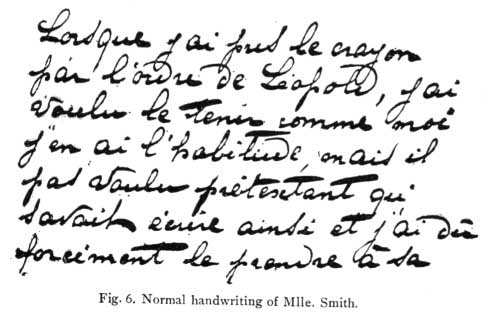 Lorsque j'ai pris le crayon
par l'ordre de Léopold, j'ai
voulu le tenir comme moi
j'en ai l'habitude, mais il
pas voulu prétextant qui
savait écrire ainsi et j'ai dû
forcément le prendre à sa
Fig. 6. Normal handwriting of Mlle. Smith.